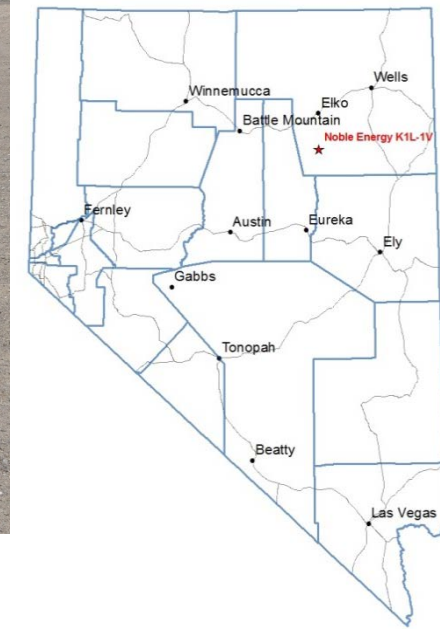 Wells
Winnemucca
Elko
Battle Mountain
Noble Energy K1L-1V
Fernley
Austin
Eureka
Ely
Gabbs
Tonopah
Beatty
Las Vegas